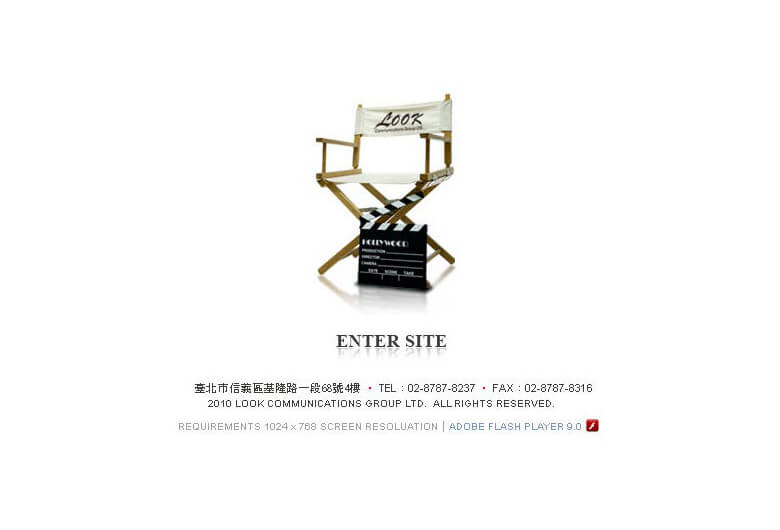 LOOK
Communications Group Ltd.
HOLLYWOOD
PRODUCTION
DIRECTOR
CAMERA
DATE SCENE TAKE
ENTER SITE
臺北市信義區基隆路一段68號4樓 • TEL：02-8787-8237 • FAX：02-8787-8316
2010 LOOK COMMUNICATIONS GROUP LTD. ALL RIGHTS RESERVED.
REQUIREMENTS 1024 x 768 SCREEN RESOLUATION | ADOBE FLASH PLAYER 9.0